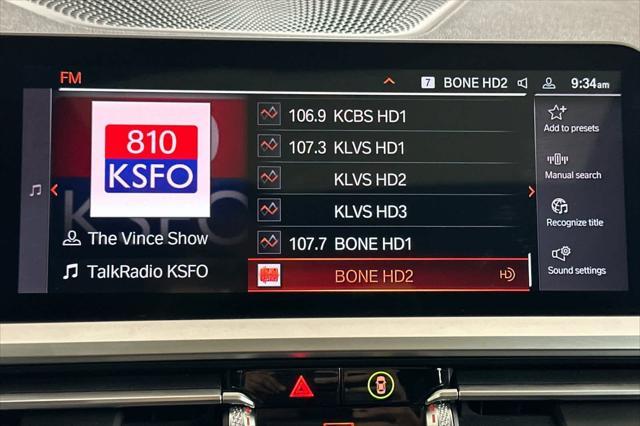 FM
7 BONE HD2
9:34am
810
KSFO
The Vince Show
TalkRadio KSFO
106.9 KCBS HD1
107.3 KLVS HD1
KLVS HD2
KLVS HD3
107.7 BONE HD1
BONE HD2
HD
Add to presets
Manual search
Recognize title
Sound settings